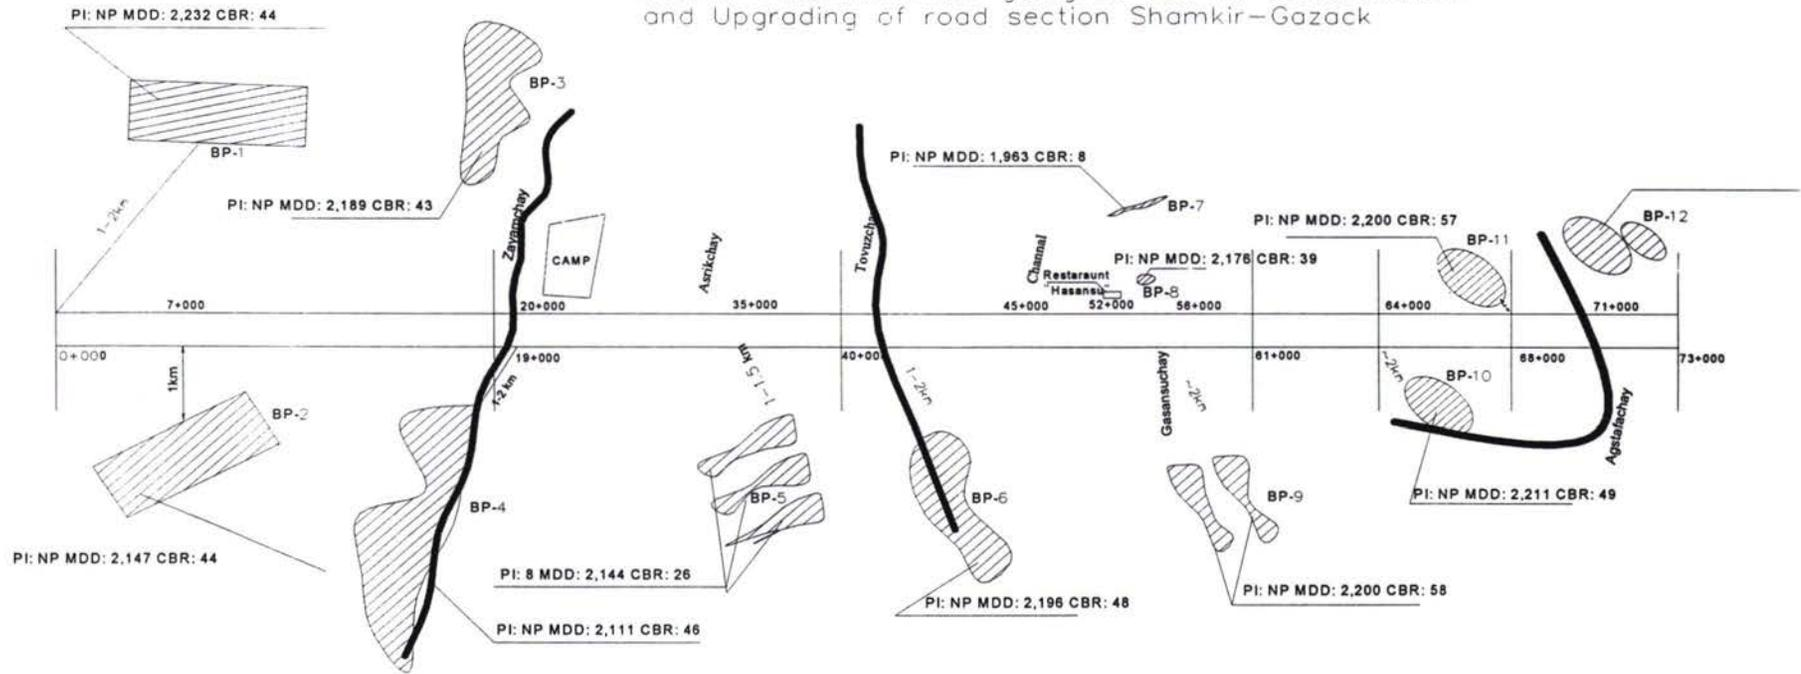 and Upgrading of road section Shamkir-Gazack
PI: NP MDD: 2,232 CBR: 44
BP-3
BP-1
1-2km
PI: NP MDD: 2,189 CBR: 43
Zayamchay
CAMP
Asrikchay
PI: NP MDD: 1,963 CBR: 8
BP-7
Channal
PI: NP MDD: 2,176 CBR: 39
Restaraunt
Hasansu
BP-8
PI: NP MDD: 2,200 CBR: 57
BP-11
BP-12
7+000
20+000
35+000
45+000
52+000
56+000
64+000
71+000
0+000
19+000
40+000
61+000
68+000
73+000
1km
1-2 km
1-1.5 km
1-2km
Gasansuchay
~2km
~2km
BP-10
Agstafachay
BP-2
BP-4
BP-5
BP-6
BP-9
PI: NP MDD: 2,211 CBR: 49
PI: NP MDD: 2,147 CBR: 44
PI: 8 MDD: 2,144 CBR: 26
PI: NP MDD: 2,196 CBR: 48
PI: NP MDD: 2,200 CBR: 58
PI: NP MDD: 2,111 CBR: 46